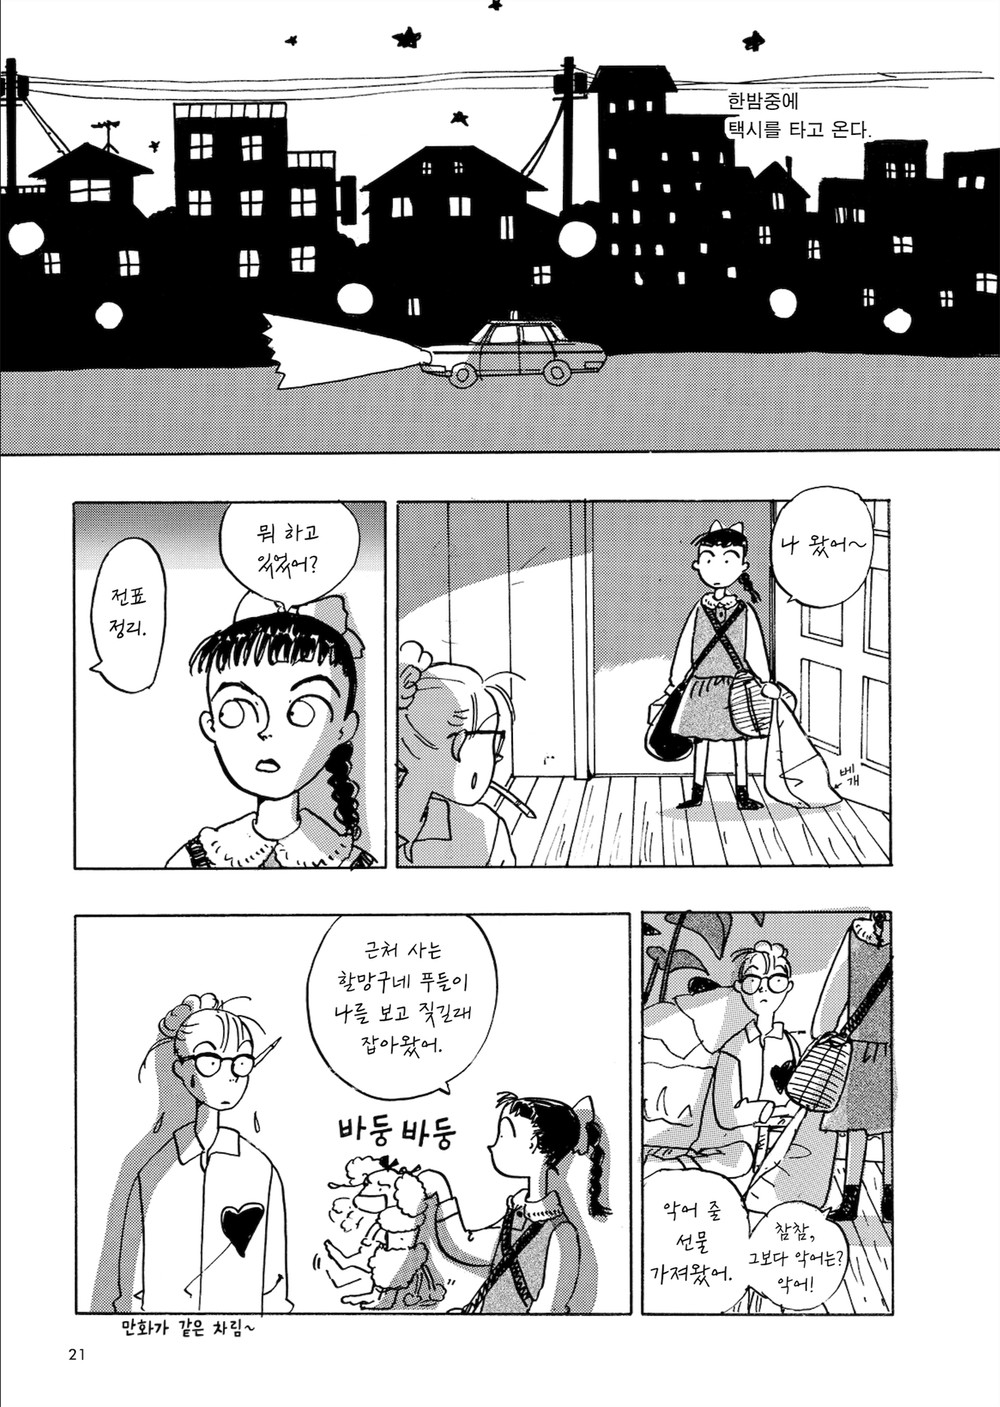 한밤중에
택시를 타고 온다.
나 왔어~
베
개
뭐 하고
있었어?
전표
정리.
참참,
그보다 악어는?
악어!
악어 줄
선물
가져왔어.
근처 사는
할망구네 푸들이
나를 보고 짖길래
잡아왔어.
바둥 바둥
만화가 같은 차림~
21